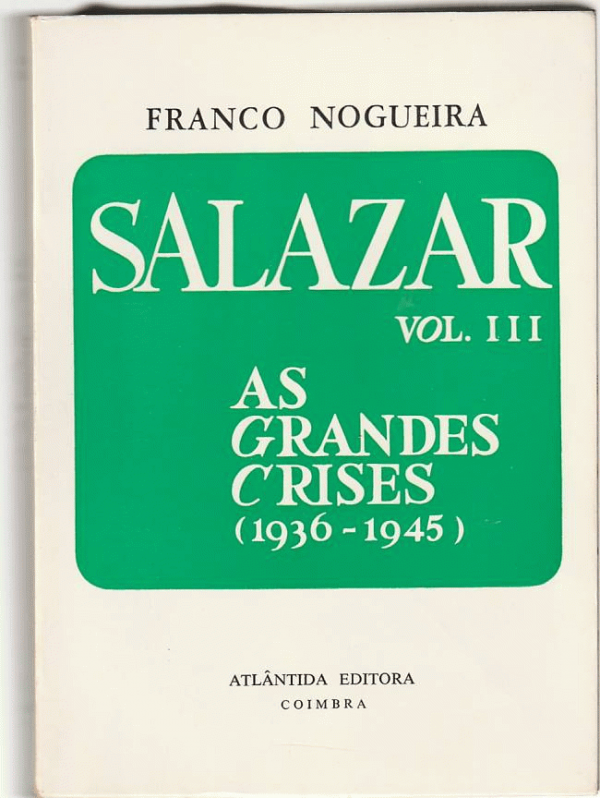 FRANCO NOGUEIRA
SALAZAR
VOL. III
AS
GRANDES
CRISES
(1936-1945)
ATLÂNTIDA EDITORA
COIMBRA